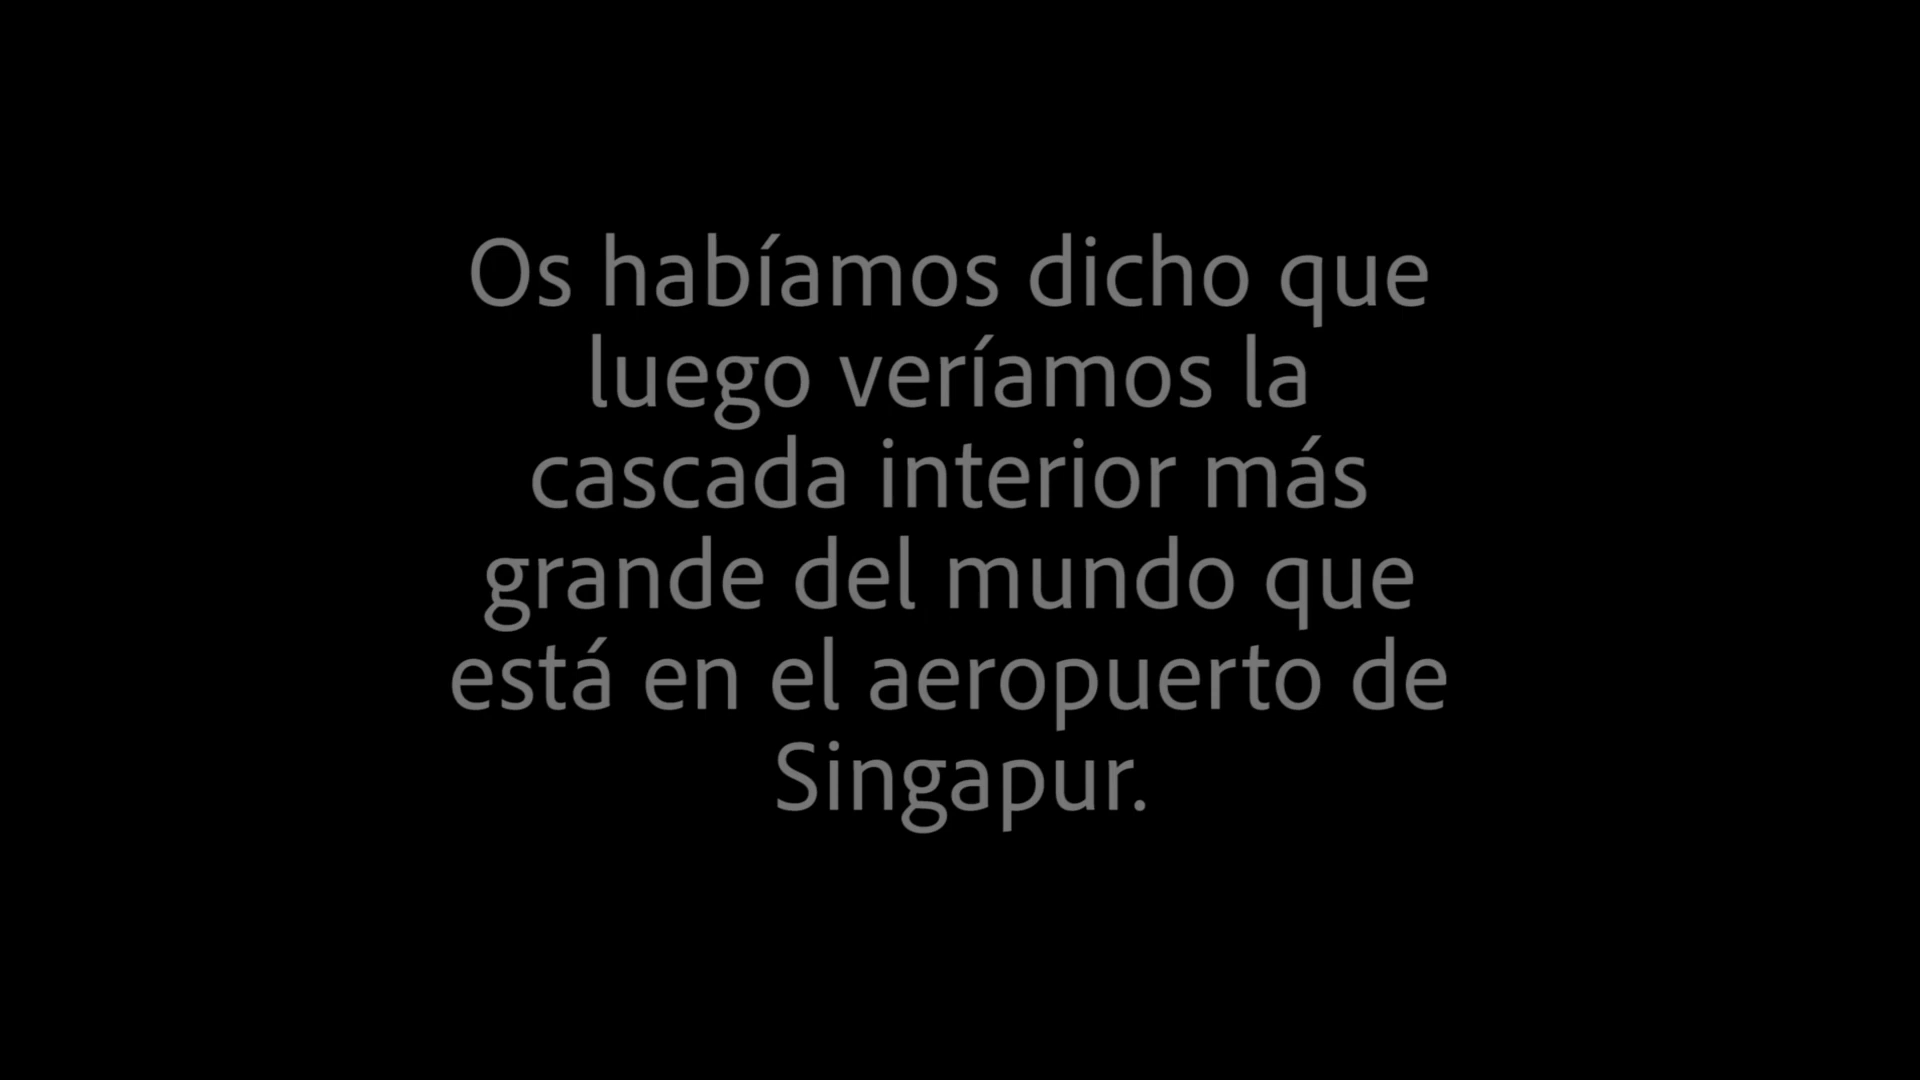 Os habíamos dicho que
luego veríamos la
cascada interior más
grande del mundo que
está en el aeropuerto de
Singapur.